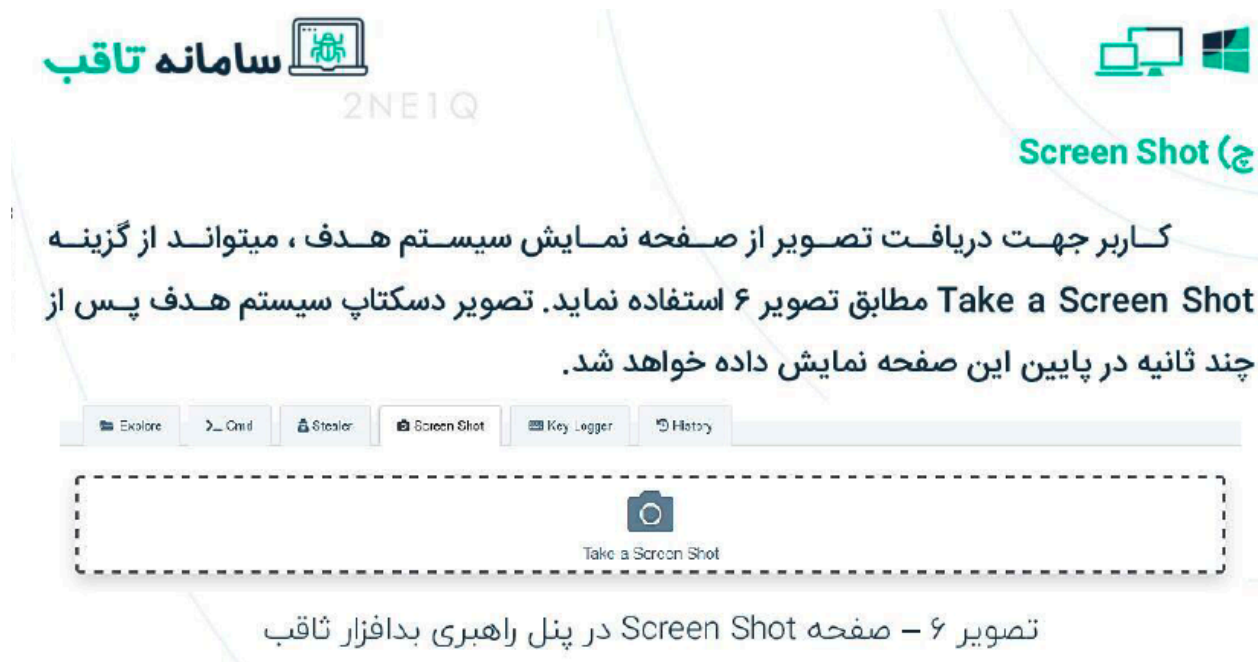 سامانه تاقب
2NE1Q
چ) Screen Shot
کاربر جهت دریافت تصویر از صفحه نمایش سیستم هدف ، میتواند از گزینه
Take a Screen Shot مطابق تصویر ۶ استفاده نماید. تصویر دسکتاپ سیستم هدف پس از
چند ثانیه در پایین این صفحه نمایش داده خواهد شد.
Explore Cmd Stealer Screen Shot Key Logger History
Take a Screen Shot
تصویر ۶ – صفحه Screen Shot در پنل راهبری بدافزار ثاقب